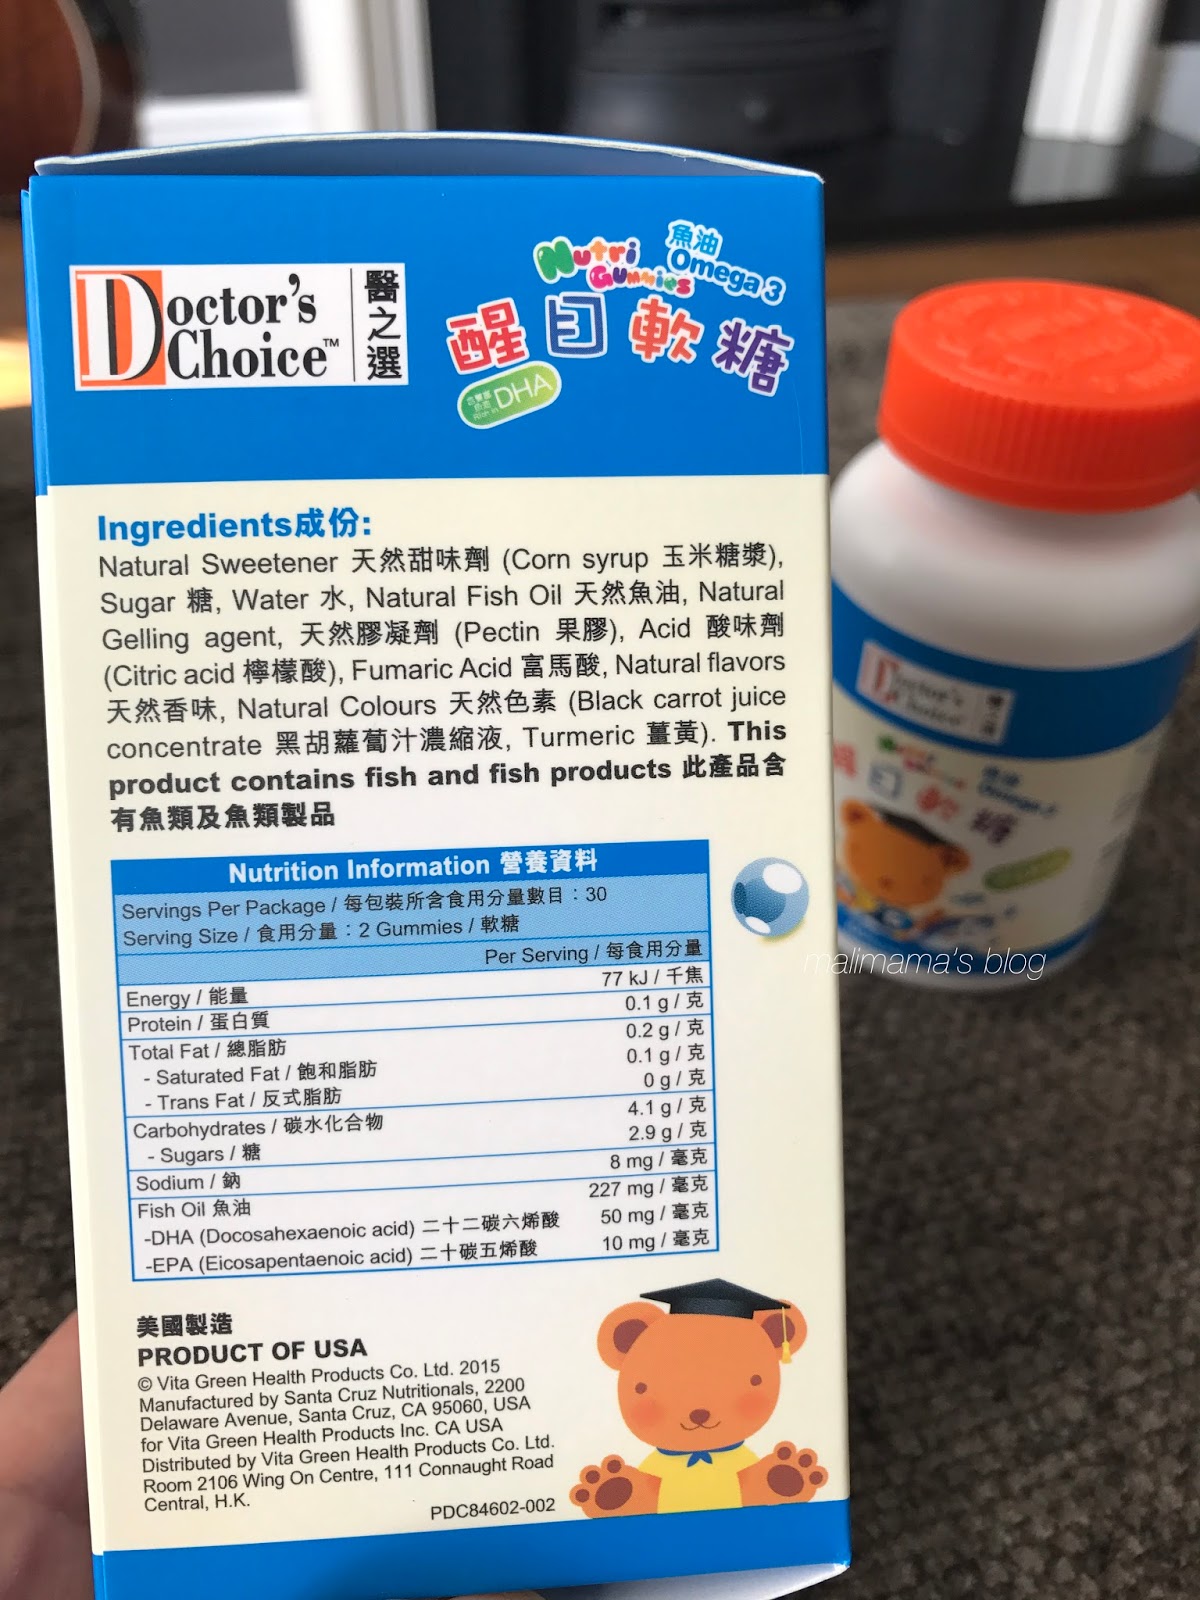 Doctor's
Choice™
醫之選
Nutri
Gummies
魚油
Omega 3
醒目軟糖
DHA
Ingredients成份:
Natural Sweetener 天然甜味劑 (Corn syrup 玉米糖漿),
Sugar 糖, Water 水, Natural Fish Oil 天然魚油, Natural
Gelling agent, 天然膠凝劑 (Pectin 果膠), Acid 酸味劑
(Citric acid 檸檬酸), Fumaric Acid 富馬酸, Natural flavors
天然香味, Natural Colours 天然色素 (Black carrot juice
concentrate 黑胡蘿蔔汁濃縮液, Turmeric 薑黃). This
product contains fish and fish products 此產品含
有魚類及魚類製品
Nutrition Information 營養資料
Servings Per Package / 每包裝所含食用分量數目：30
Serving Size / 食用分量：2 Gummies / 軟糖
Per Serving / 每食用分量
Energy / 能量 77 kJ / 千焦
Protein / 蛋白質 0.1 g / 克
Total Fat / 總脂肪 0.2 g / 克
- Saturated Fat / 飽和脂肪 0.1 g / 克
- Trans Fat / 反式脂肪 0 g / 克
Carbohydrates / 碳水化合物 4.1 g / 克
- Sugars / 糖 2.9 g / 克
Sodium / 鈉 8 mg / 毫克
Fish Oil 魚油 227 mg / 毫克
-DHA (Docosahexaenoic acid) 二十二碳六烯酸 50 mg / 毫克
-EPA (Eicosapentaenoic acid) 二十碳五烯酸 10 mg / 毫克
美國製造
PRODUCT OF USA
© Vita Green Health Products Co. Ltd. 2015
Manufactured by Santa Cruz Nutritionals, 2200
Delaware Avenue, Santa Cruz, CA 95060, USA
for Vita Green Health Products Inc. CA USA
Distributed by Vita Green Health Products Co. Ltd.
Room 2106 Wing On Centre, 111 Connaught Road
Central, H.K.
PDC84602-002
Doctor's
Choice
醫之選
目軟糖
malimama's blog